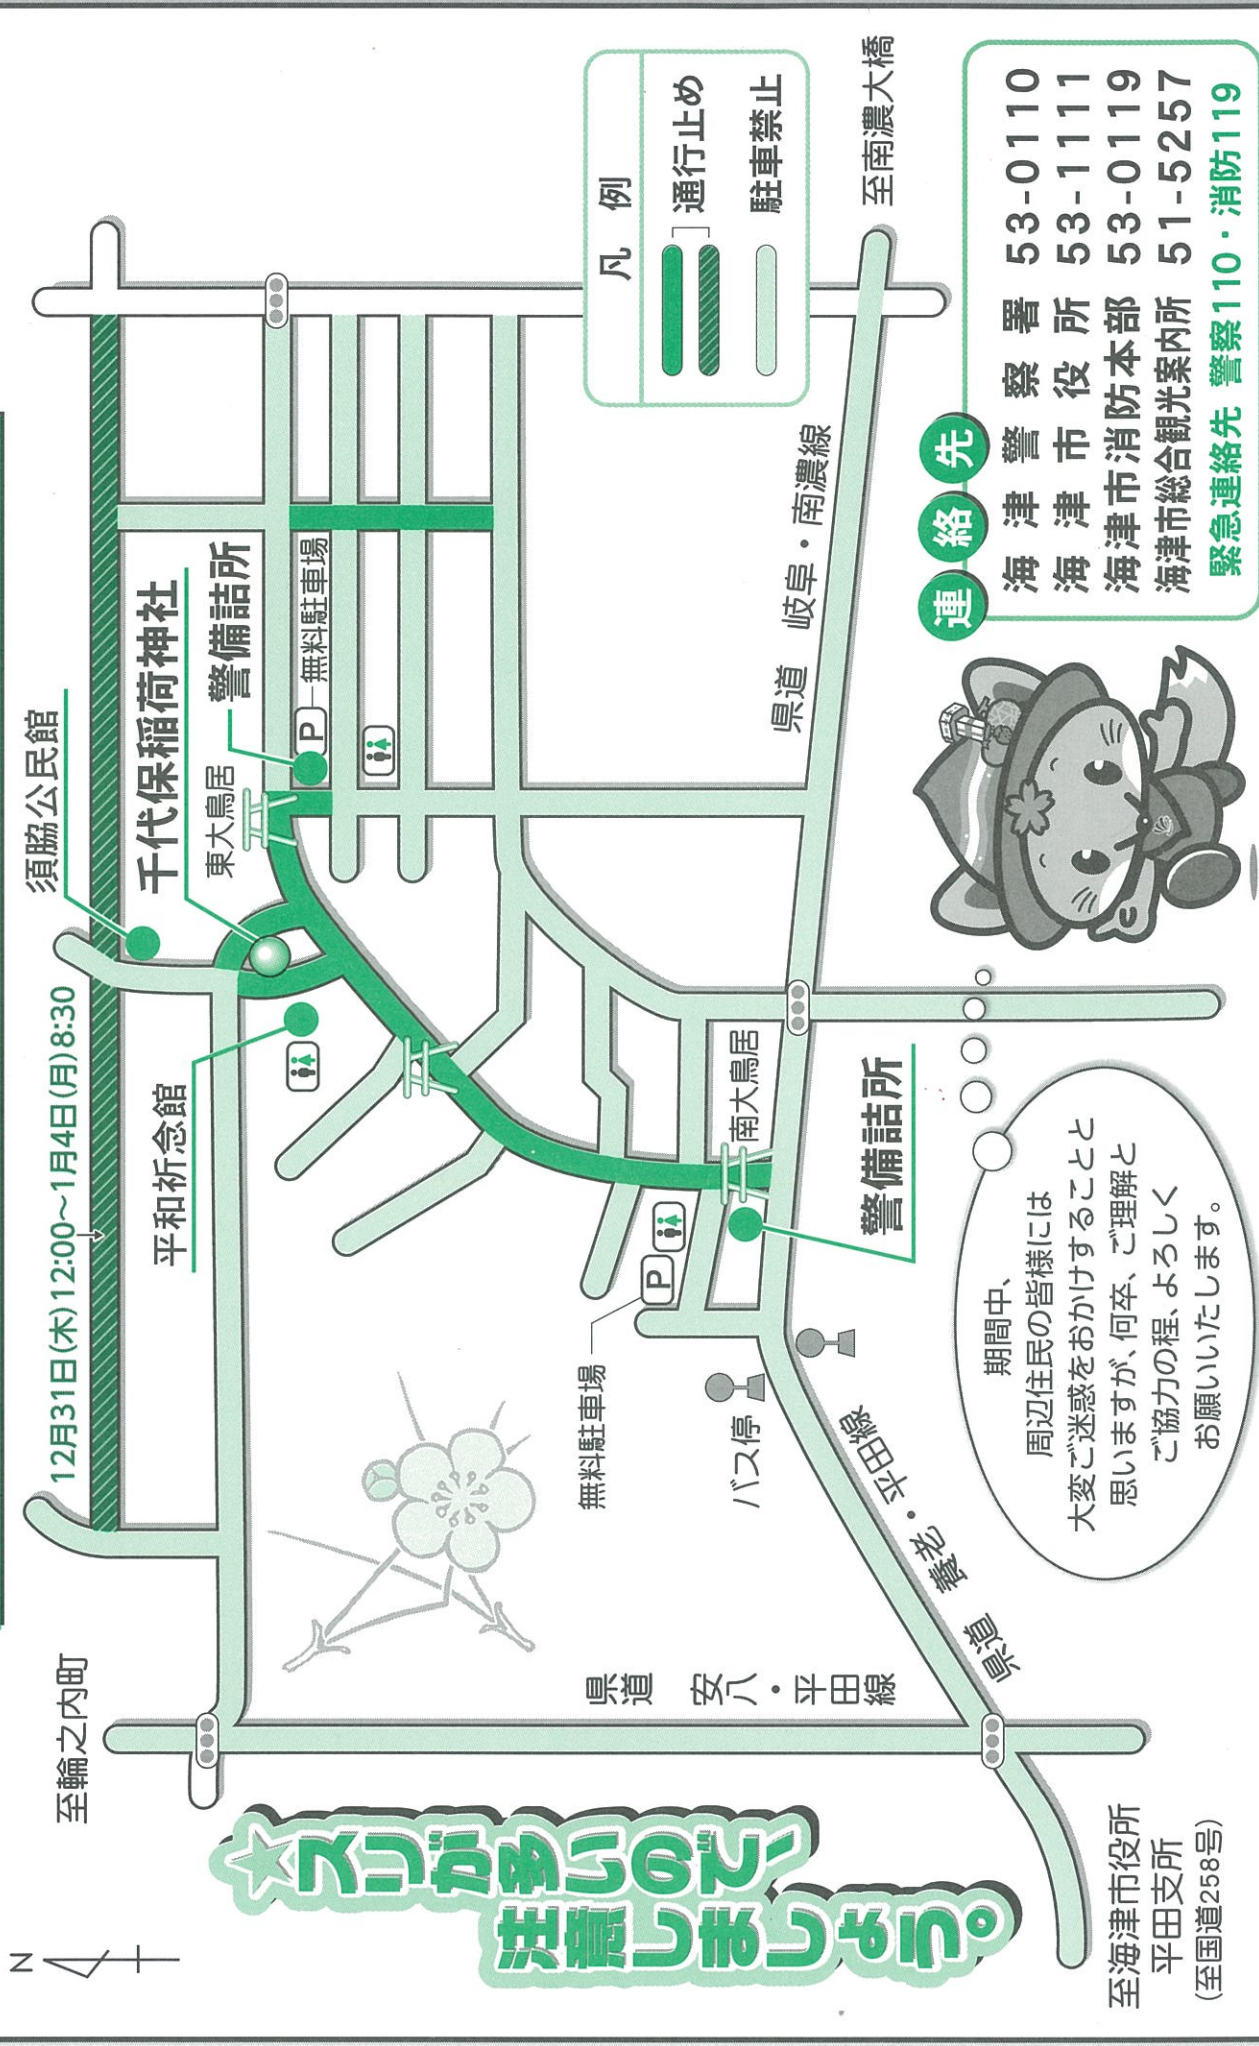 N
至輪之内町
12月31日(木)12:00～1月4日(月)8:30
須脇公民館
平和祈念館
千代保稲荷神社
東大鳥居
警備詰所
P
無料駐車場
凡例
通行止め
駐車禁止
☆スリが多いので、
注意しましょう。
無料駐車場
P
南大鳥居
警備詰所
バス停
県道 安八・平田線
県道 養老・平田線
県道 岐阜・南濃線
至南濃大橋
至海津市役所
平田支所
(至国道258号)
期間中、
周辺住民の皆様には
大変ご迷惑をおかけすることと
思いますが、何卒、ご理解と
ご協力の程、よろしく
お願いいたします。
連絡先
海津警察署 53-0110
海津市役所 53-1111
海津市消防本部 53-0119
海津市総合観光案内所 51-5257
緊急連絡先 警察110・消防119